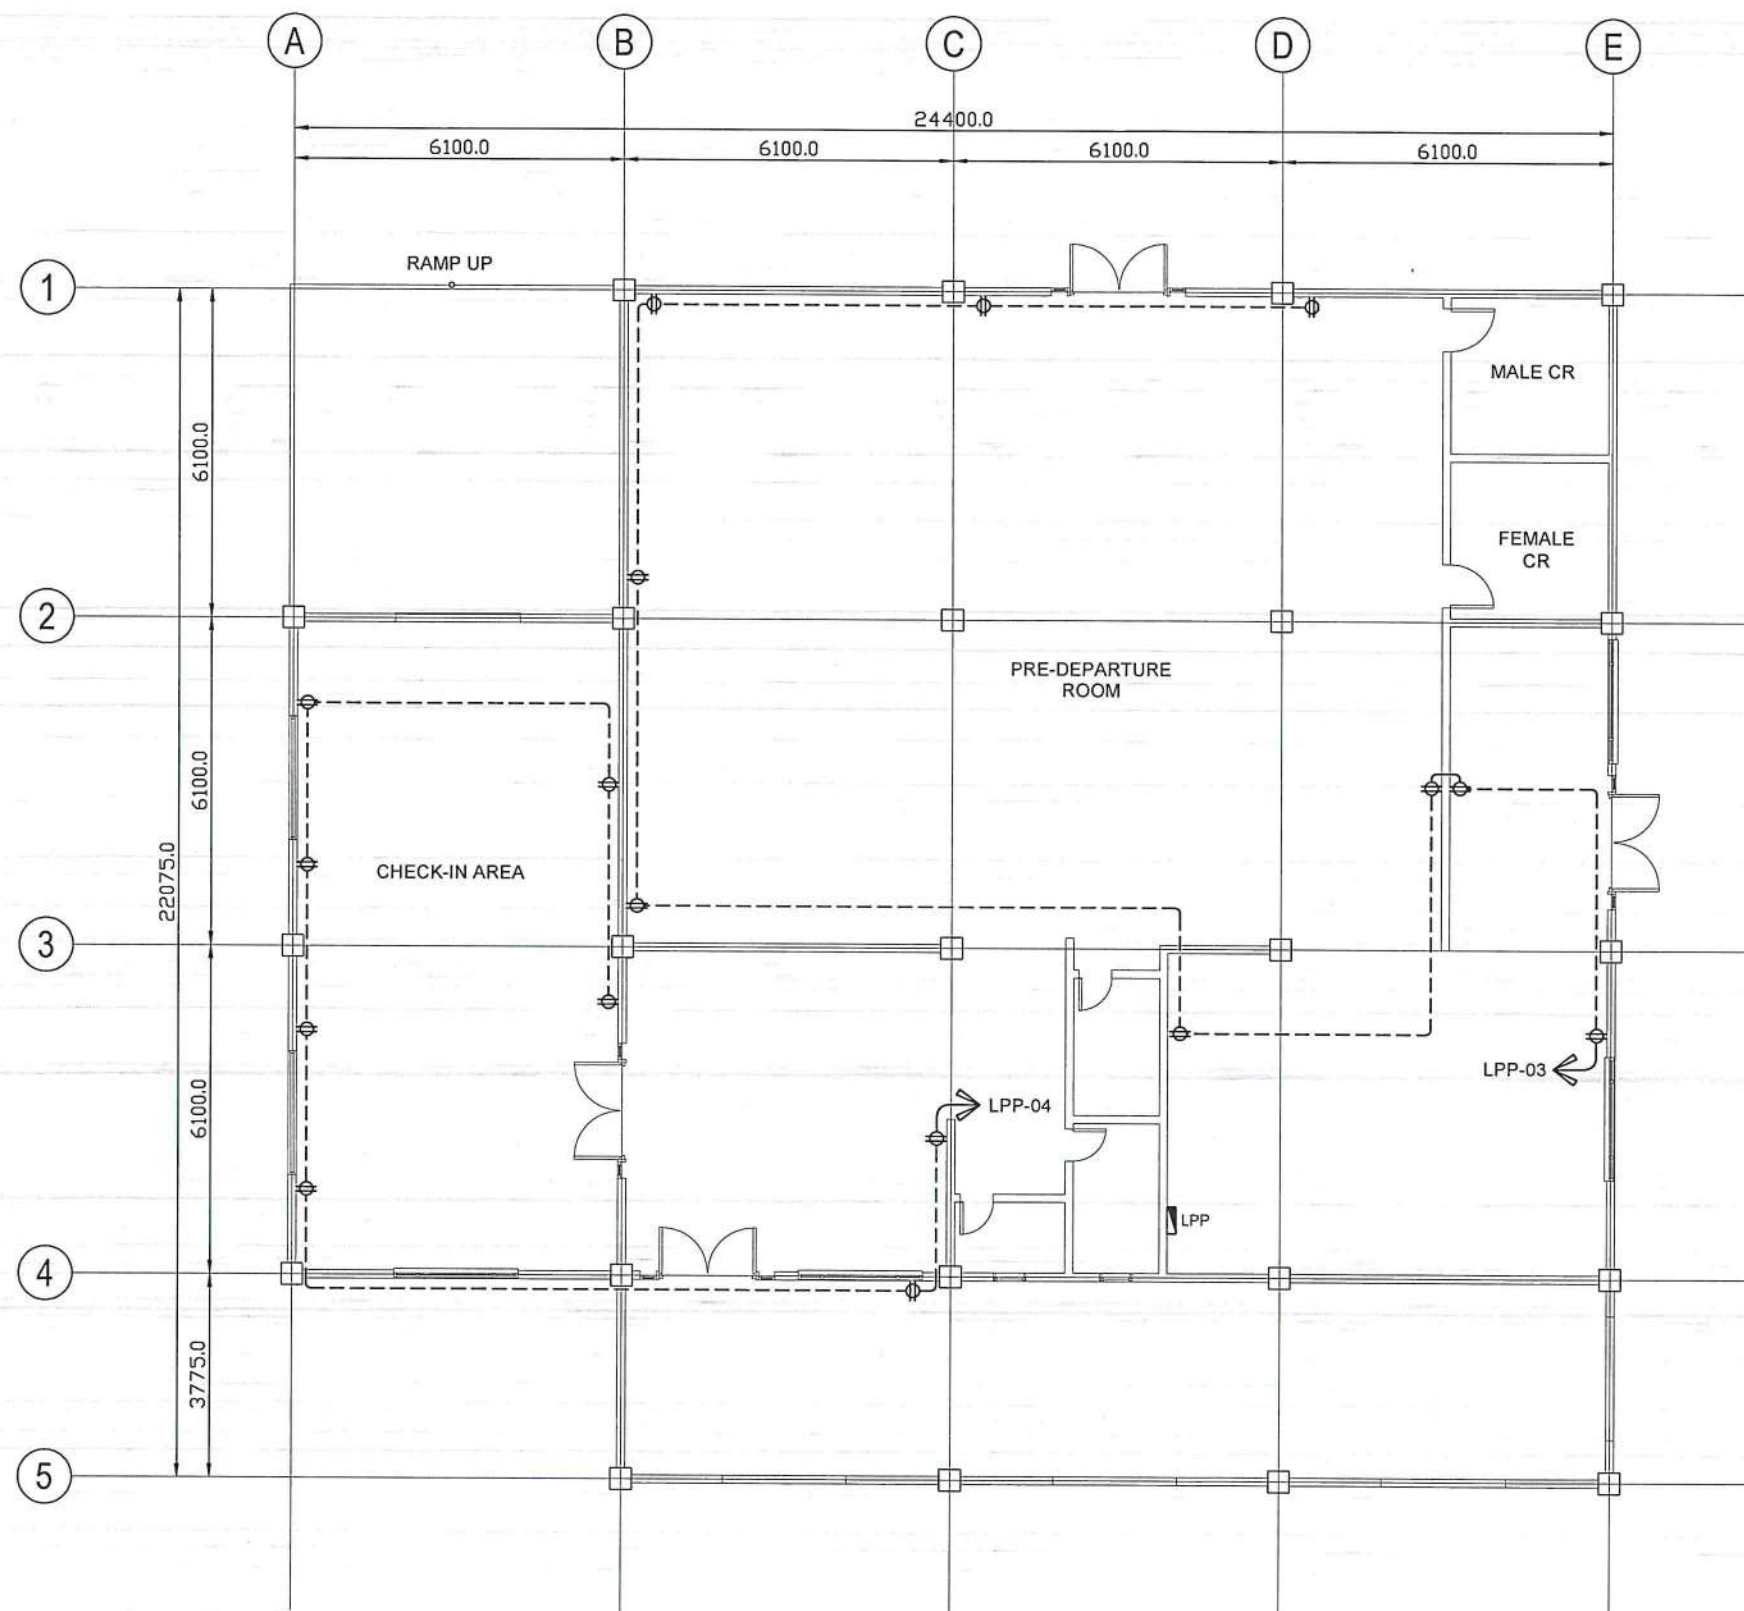 A
B
C
D
E
24400.0
6100.0
6100.0
6100.0
6100.0
RAMP UP
1
MALE CR
6100.0
FEMALE
CR
2
PRE-DEPARTURE
ROOM
6100.0
CHECK-IN AREA
22075.0
3
LPP-03
6100.0
LPP-04
LPP
4
3775.0
5